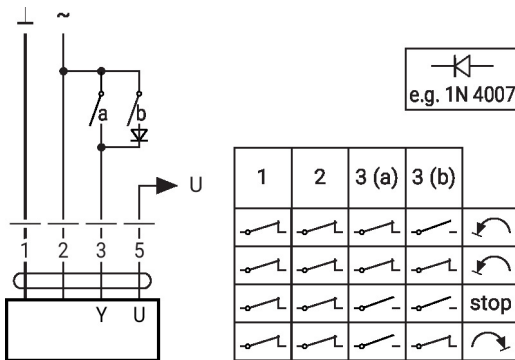 ⊥ ~
a b
e.g. 1N 4007
U
1 2 3 5
Y U
1 2 3 (a) 3 (b)
stop